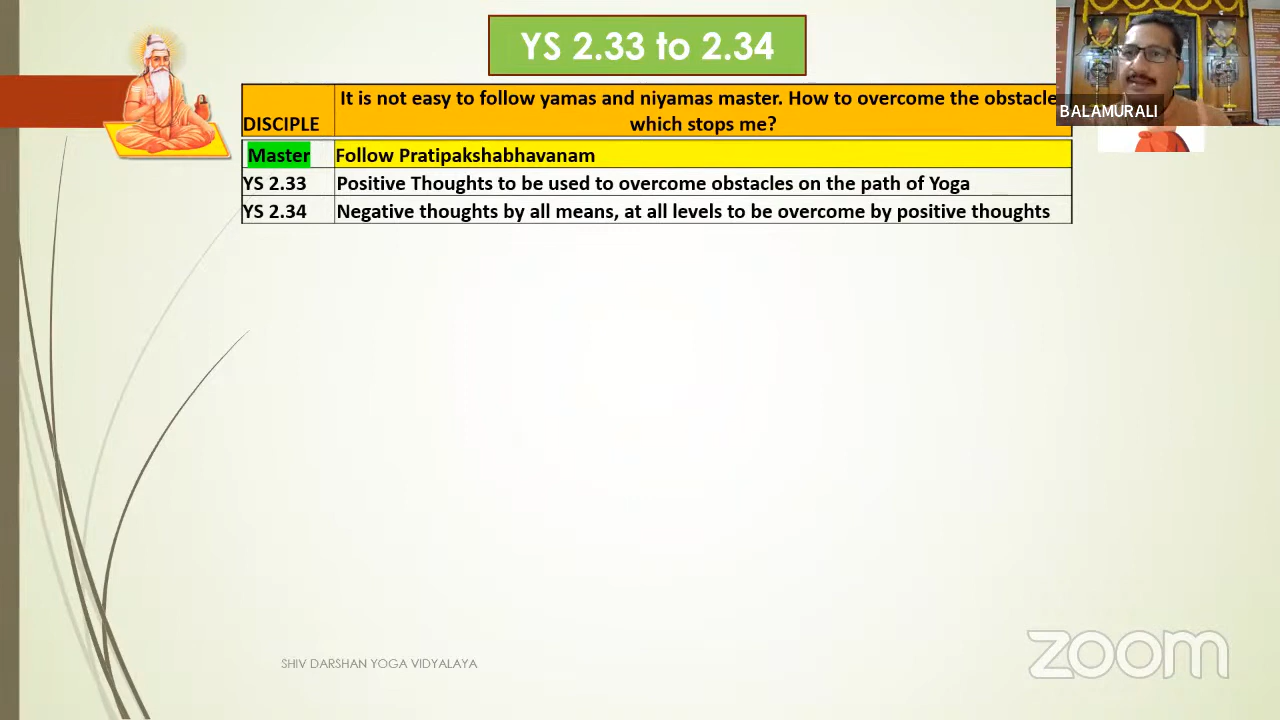 YS 2.33 to 2.34
BALAMURALI
DISCIPLE
It is not easy to follow yamas and niyamas master. How to overcome the obstacle
which stops me?
Master Follow Pratipakshabhavanam
YS 2.33 Positive Thoughts to be used to overcome obstacles on the path of Yoga
YS 2.34 Negative thoughts by all means, at all levels to be overcome by positive thoughts
SHIV DARSHAN YOGA VIDYALAYA
zoom